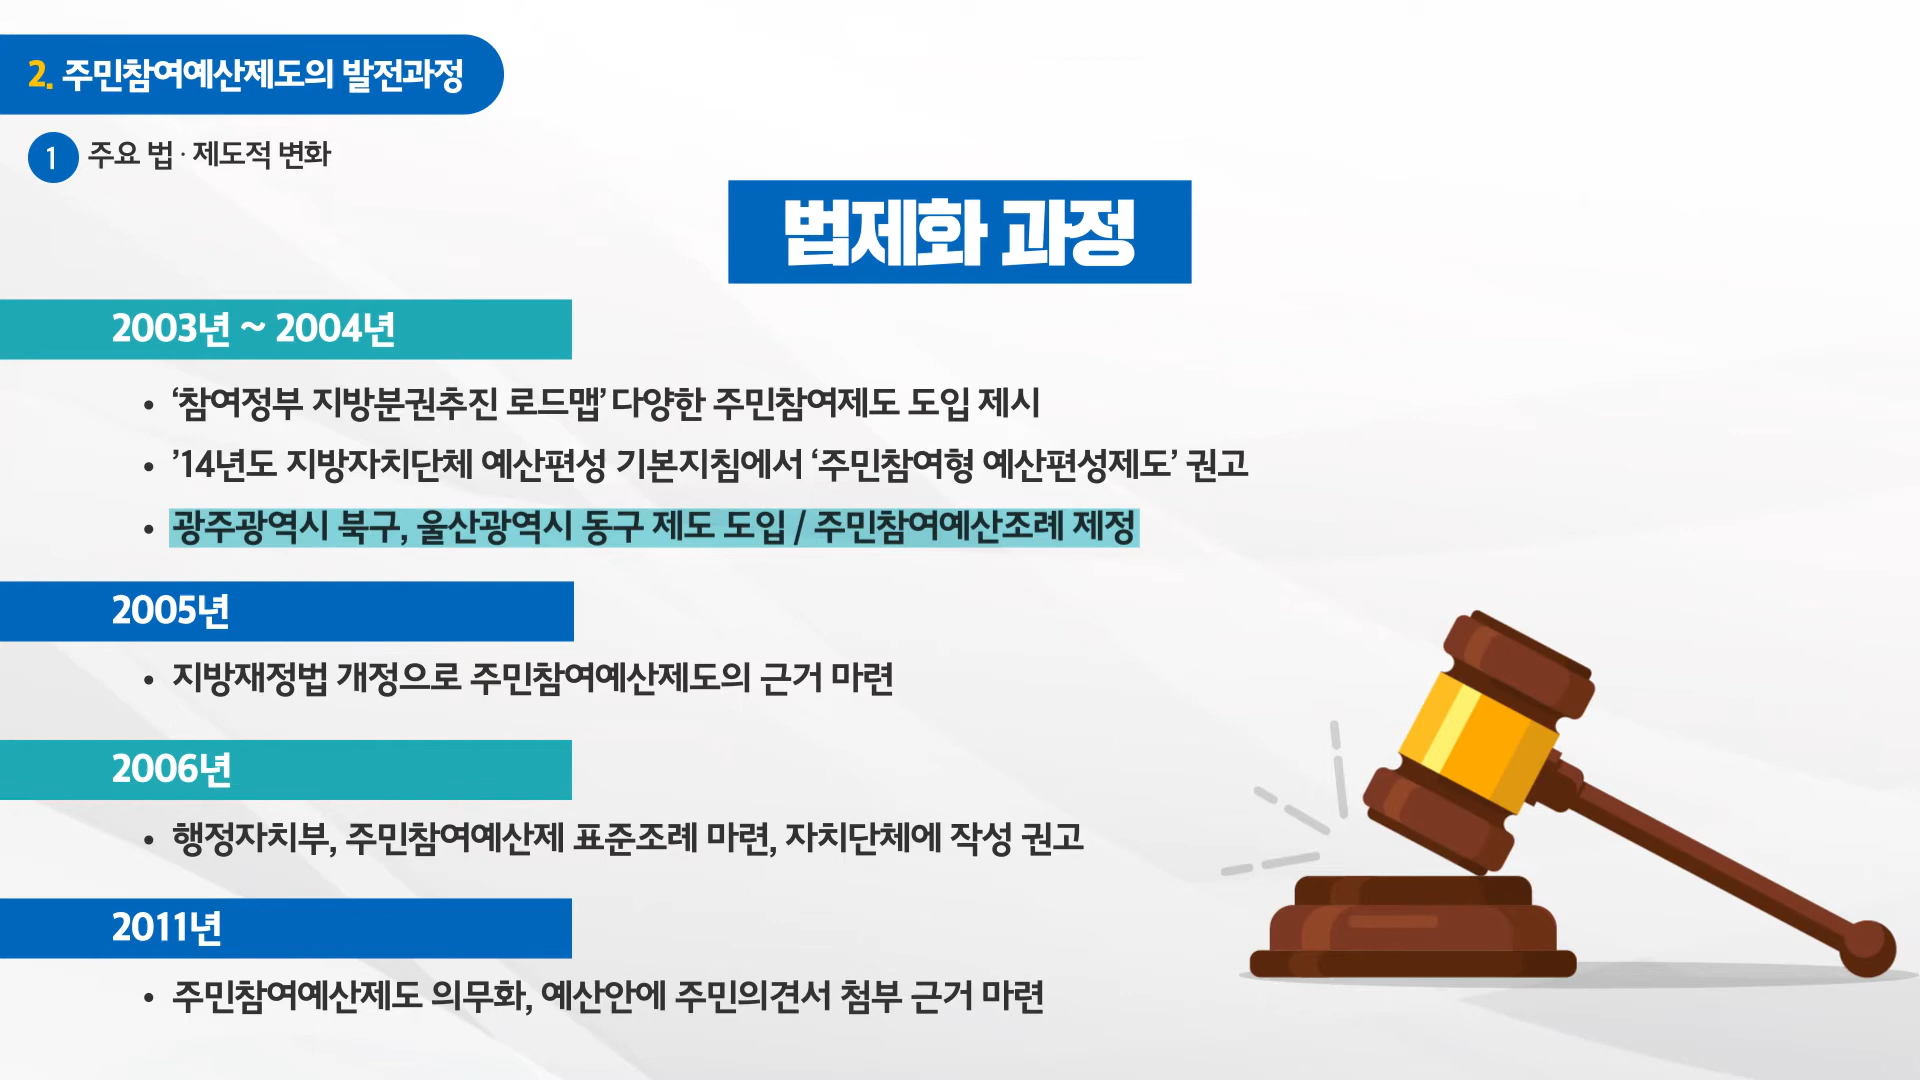 2. 주민참여예산제도의 발전과정
1 주요 법·제도적 변화
법제화 과정
2003년 ~ 2004년
• ‘참여정부 지방분권추진 로드맵’ 다양한 주민참여제도 도입 제시
• ’14년도 지방자치단체 예산편성 기본지침에서 ‘주민참여형 예산편성제도’ 권고
• 광주광역시 북구, 울산광역시 동구 제도 도입 / 주민참여예산조례 제정
2005년
• 지방재정법 개정으로 주민참여예산제도의 근거 마련
2006년
• 행정자치부, 주민참여예산제 표준조례 마련, 자치단체에 작성 권고
2011년
• 주민참여예산제도 의무화, 예산안에 주민의견서 첨부 근거 마련